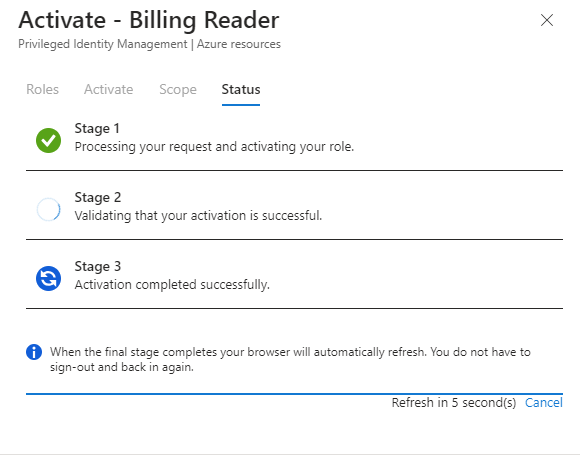 Activate - Billing Reader
Privileged Identity Management | Azure resources
Roles Activate Scope Status
Stage 1
Processing your request and activating your role.
Stage 2
Validating that your activation is successful.
Stage 3
Activation completed successfully.
When the final stage completes your browser will automatically refresh. You do not have to
sign-out and back in again.
Refresh in 5 second(s) Cancel